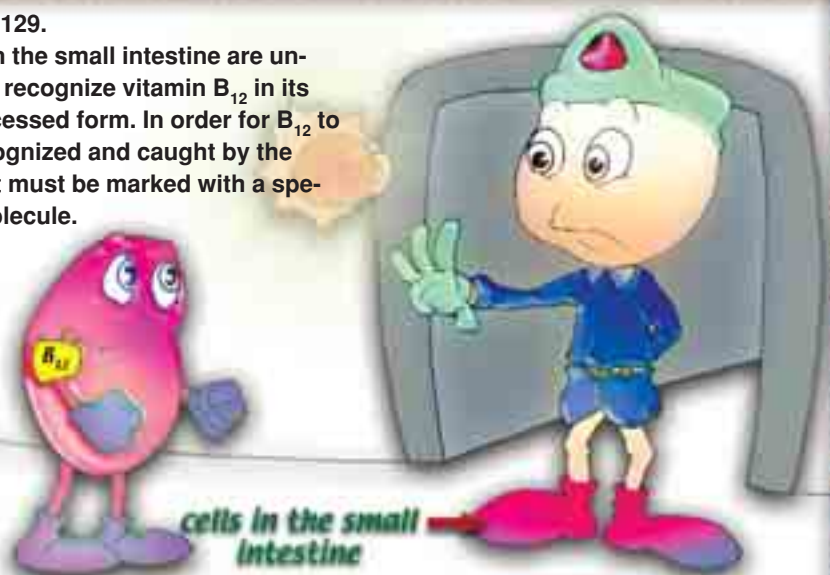 129.
the small intestine are un-
recognize vitamin B₁₂ in its
cessed form. In order for B₁₂ to
ognized and caught by the
t must be marked with a spe-
olecule.
B₁₂
cells in the small
intestine